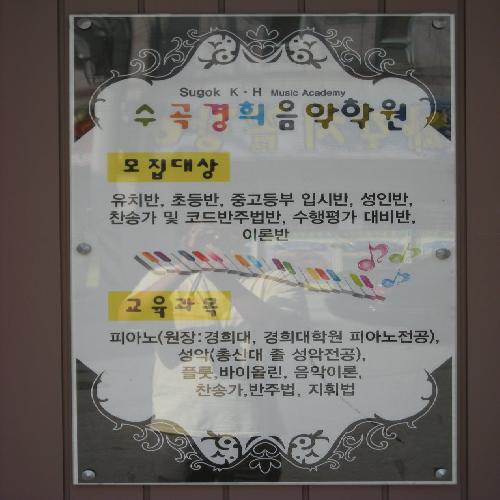 Sugok K·H Music Academy
수곡경희음악학원
모집대상
유치반, 초등반, 중고등부 입시반, 성인반,
찬송가 및 코드반주법반, 수행평가 대비반,
이론반
교육과목
피아노(원장:경희대, 경희대학원 피아노전공),
성악(총신대 졸 성악전공),
플룻,바이올린, 음악이론,
찬송가,반주법, 지휘법